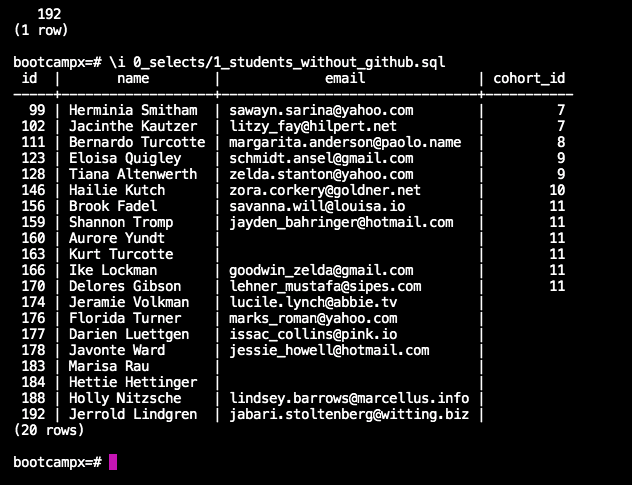 192
(1 row)

bootcampx=# \i 0_selects/1_students_without_github.sql
 id  |       name       |             email             | cohort_id
-----+------------------+-------------------------------+-----------
  99 | Herminia Smitham | sawayn.sarina@yahoo.com       |         7
 102 | Jacinthe Kautzer | litzy_fay@hilpert.net         |         7
 111 | Bernardo Turcotte | margarita.anderson@paolo.name |         8
 123 | Eloisa Quigley   | schmidt.ansel@gmail.com       |         9
 128 | Tiana Altenwerth | zelda.stanton@yahoo.com       |         9
 146 | Hailie Kutch     | zora.corkery@goldner.net      |        10
 156 | Brook Fadel      | savanna.will@louisa.io        |        11
 159 | Shannon Tromp    | jayden_bahringer@hotmail.com  |        11
 160 | Aurore Yundt     |                               |        11
 163 | Kurt Turcotte    |                               |        11
 166 | Ike Lockman      | goodwin_zelda@gmail.com       |        11
 170 | Delores Gibson   | lehner_mustafa@sipes.com      |        11
 174 | Jeramie Volkman  | lucile.lynch@abbie.tv         |
 176 | Florida Turner   | marks_roman@yahoo.com         |
 177 | Darien Luettgen  | issac_collins@pink.io         |
 178 | Javonte Ward     | jessie_howell@hotmail.com     |
 183 | Marisa Rau       |                               |
 184 | Hettie Hettinger |                               |
 188 | Holly Nitzsche   | lindsey.barrows@marcellus.info |
 192 | Jerrold Lindgren | jabari.stoltenberg@witting.biz |
(20 rows)

bootcampx=#